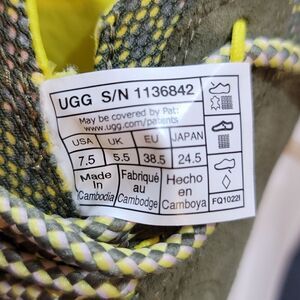 UGG S/N 1136842
May be covered by Pat:
www.ugg.com/patents
USA UK EU JAPAN
7.5 5.5 38.5 24.5
Made Fabriqué Hecho
In au en
Cambodia Cambodge Camboya
FQ1022I